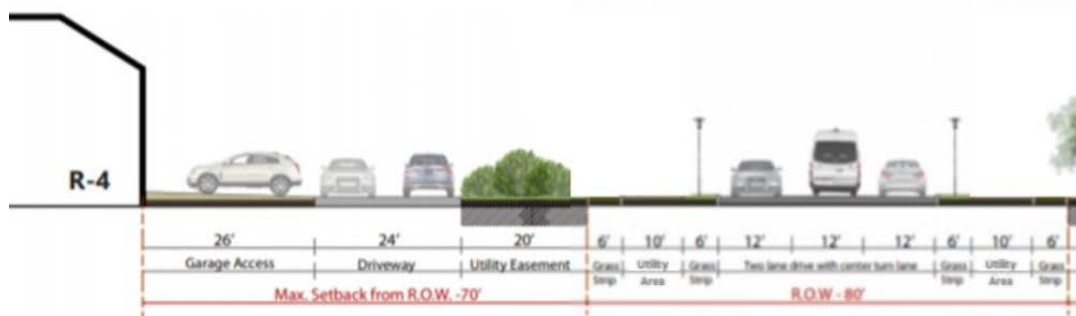 R-4
26' 24' 20' 6' 10' 6' 12' 12' 12' 6' 10' 6'
Garage Access Driveway Utility Easement Grass Strip Utility Area Grass Strip Two lane drive with center turn lane Grass Strip Utility Area Grass Strip
Max. Setback from R.O.W. -70' R.O.W - 80'